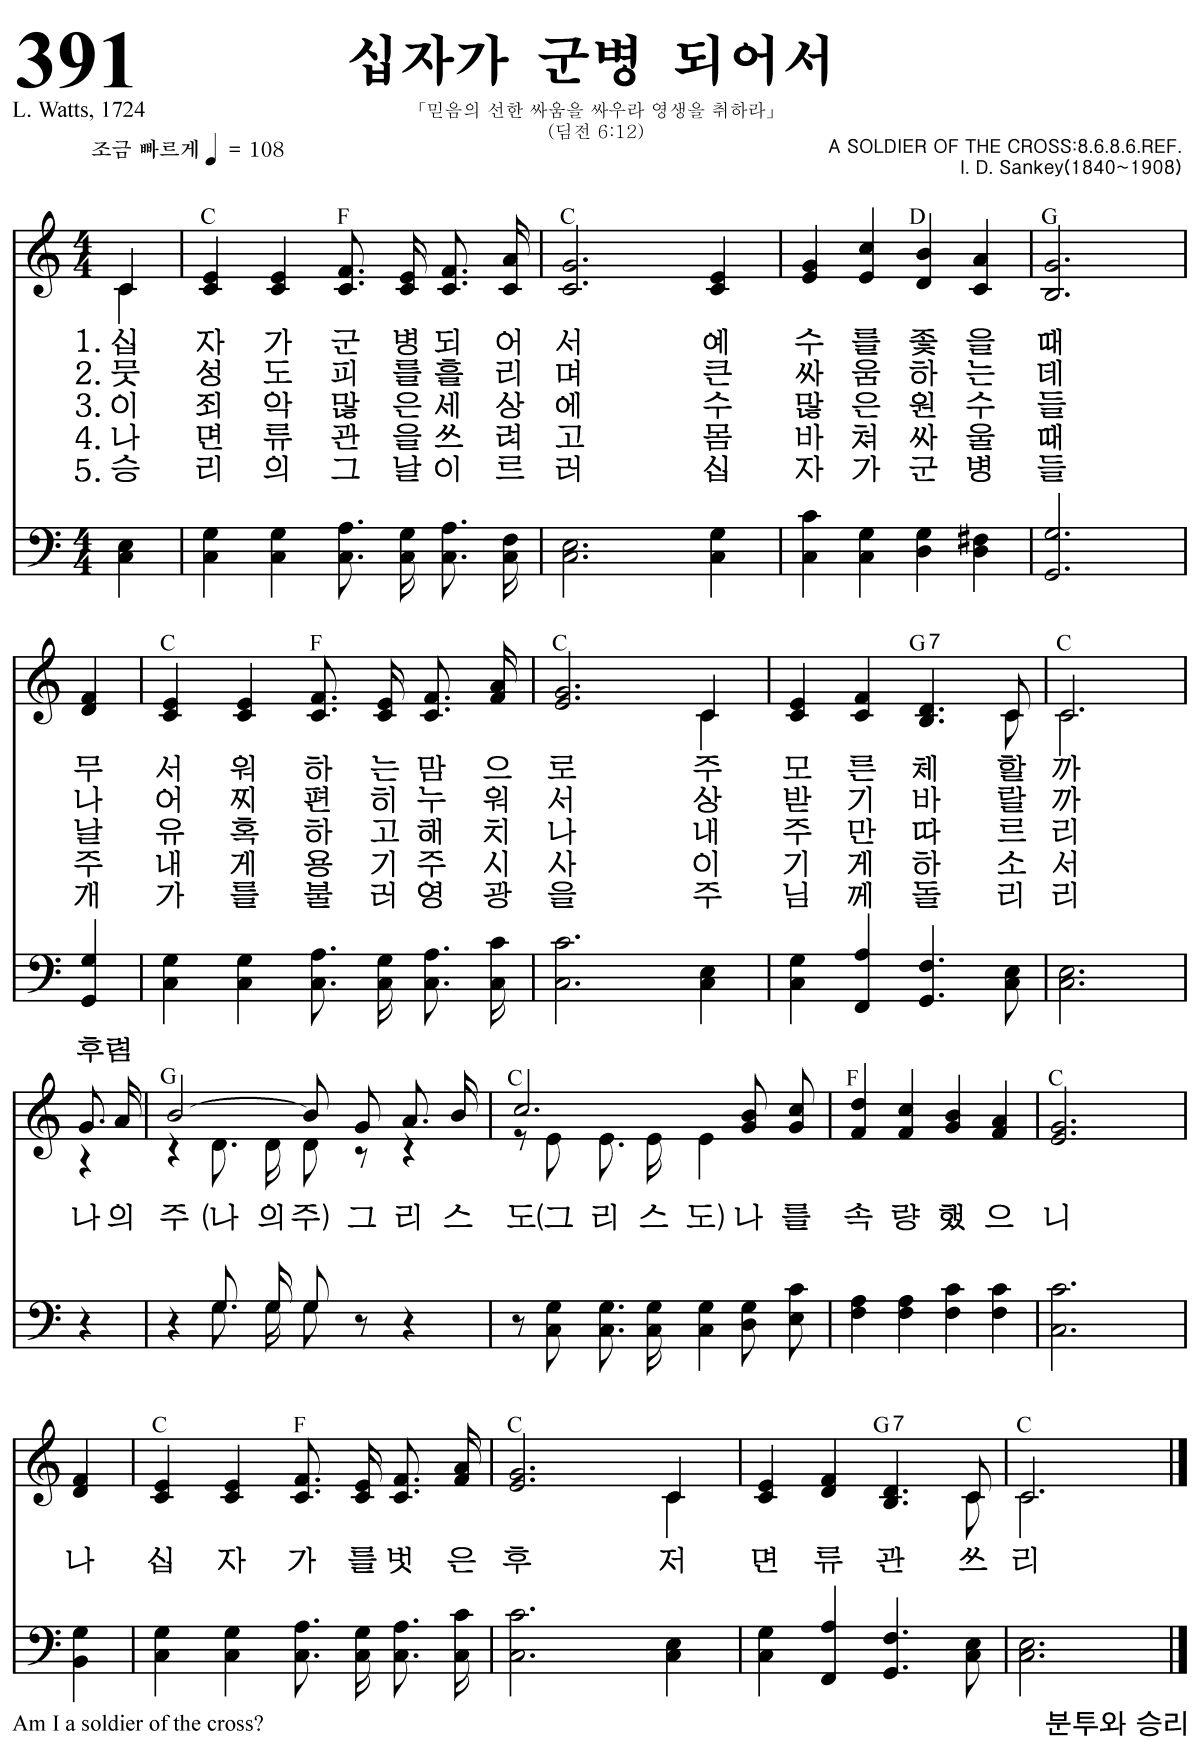 391
십자가 군병 되어서
L. Watts, 1724
「믿음의 선한 싸움을 싸우라 영생을 취하라」
(딤전 6:12)
조금 빠르게 ♩ = 108
A SOLDIER OF THE CROSS:8.6.8.6.REF.
I. D. Sankey(1840~1908)
C F C D G
1. 십 자 가 군 병 되 어 서 예 수 를 좇 을 때
2. 뭇 성 도 피 를 흘 리 며 큰 싸 움 하 는 데
3. 이 죄 악 많 은 세 상 에 수 많 은 원 수 들
4. 나 면 류 관 을 쓰 려 고 몸 바 쳐 싸 울 때
5. 승 리 의 그 날 이 르 러 십 자 가 군 병 들
C F C G7 C
무 서 워 하 는 맘 으 로 주 모 른 체 할 까
나 어 찌 편 히 누 워 서 상 받 기 바 랄 까
날 유 혹 하 고 해 치 나 내 주 만 따 르 리
주 내 게 용 기 주 시 사 이 기 게 하 소 서
개 가 를 불 러 영 광 을 주 님 께 돌 리 리
후렴
G C F C
나 의 주 (나 의 주) 그 리 스 도 (그 리 스 도) 나 를 속 량 했 으 니
C F C G7 C
나 십 자 가 를 벗 은 후 저 면 류 관 쓰 리
Am I a soldier of the cross?
분투와 승리